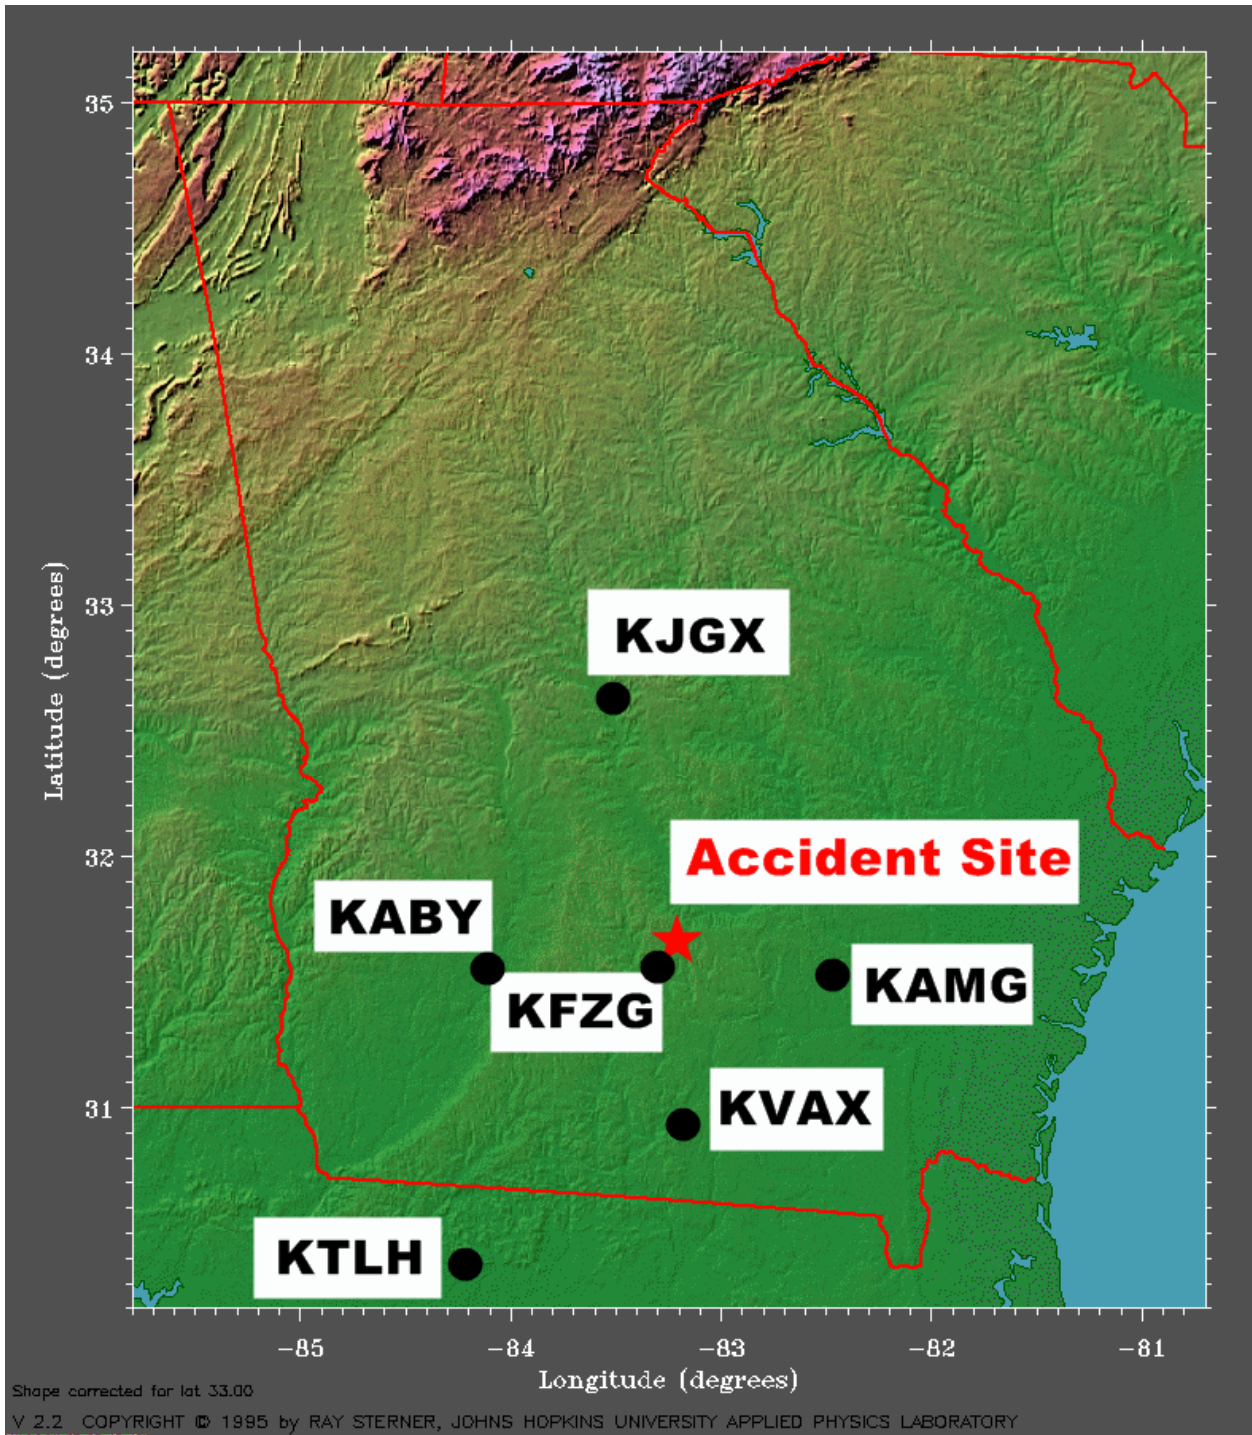 35
34
33
KJGX
32
Accident Site
KABY
KFZG
KAMG
31
KVAX
KTLH
Latitude (degrees)
-85 -84 -83 -82 -81
Longitude (degrees)
Shape corrected for lat 33.00
V 2.2 COPYRIGHT © 1995 by RAY STERNER, JOHNS HOPKINS UNIVERSITY APPLIED PHYSICS LABORATORY